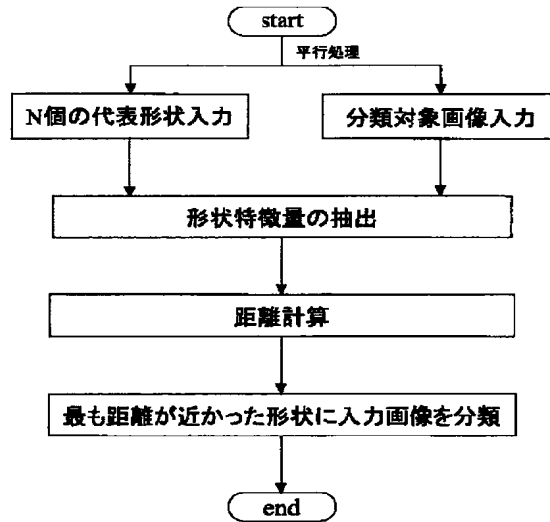 start
平行処理
N個の代表形状入力
分類対象画像入力
形状特徴量の抽出
距離計算
最も距離が近かった形状に入力画像を分類
end